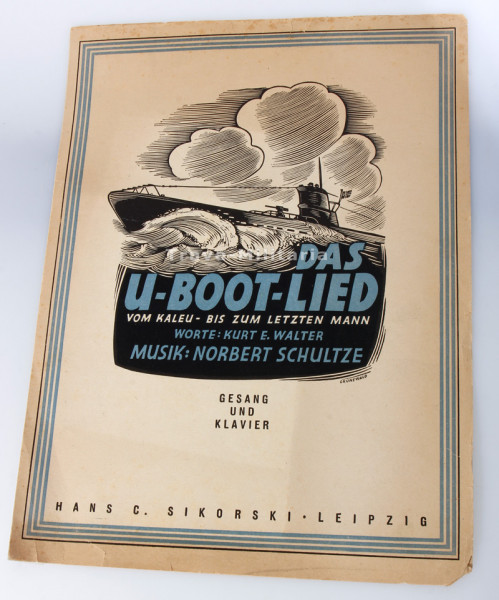 DAS
U-BOOT-LIED
VOM KALEU - BIS ZUM LETZTEN MANN
WORTE: KURT E. WALTER
MUSIK: NORBERT SCHULTZE
GESANG
UND
KLAVIER
HANS C. SIKORSKI · LEIPZIG